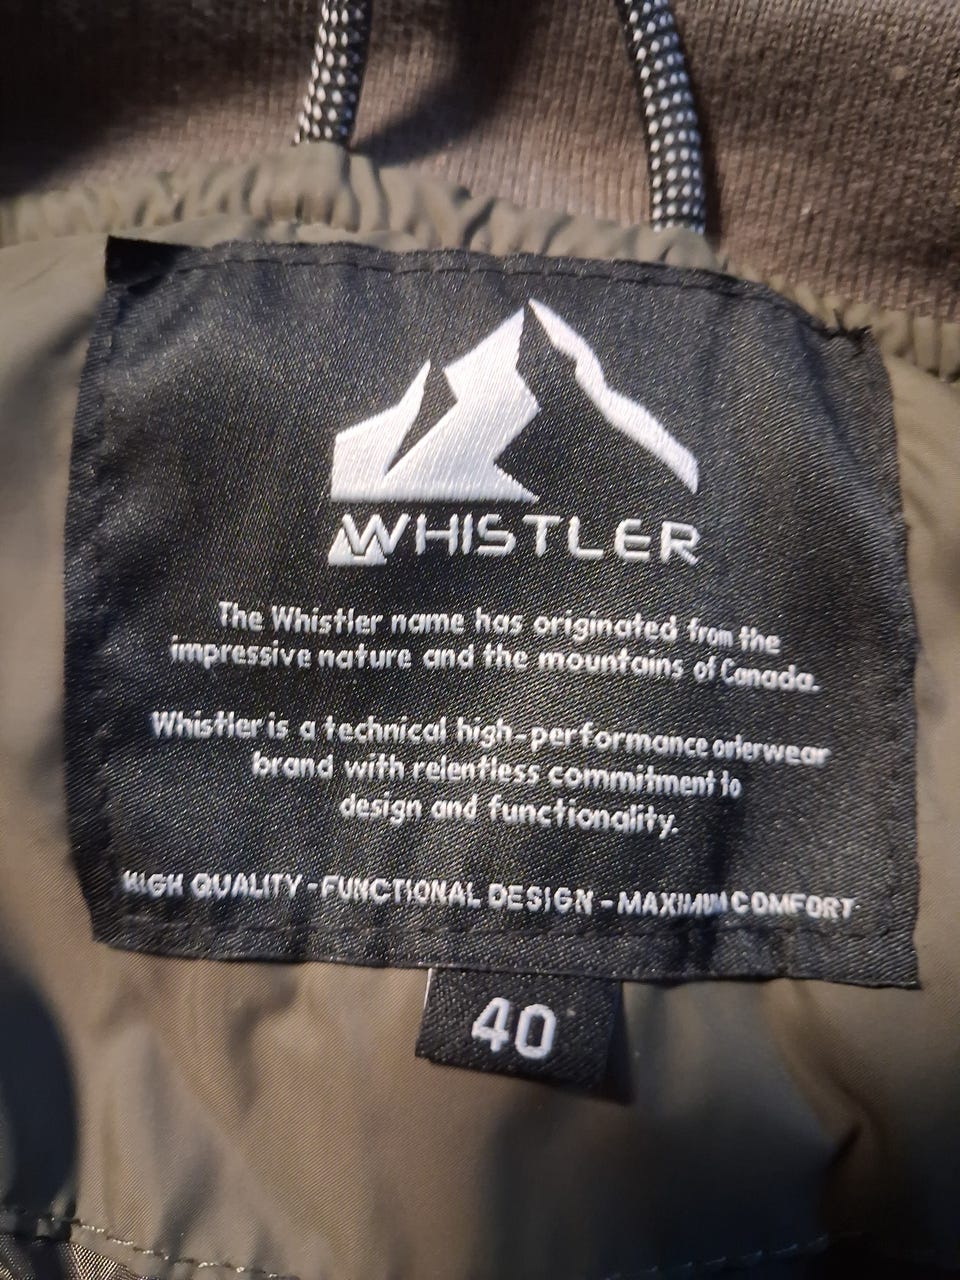 WHISTLER
The Whistler name has originated from the
impressive nature and the mountains of Canada.
Whistler is a technical high-performance outerwear
brand with relentless commitment to
design and functionality.
HIGH QUALITY - FUNCTIONAL DESIGN - MAXIMUM COMFORT
40